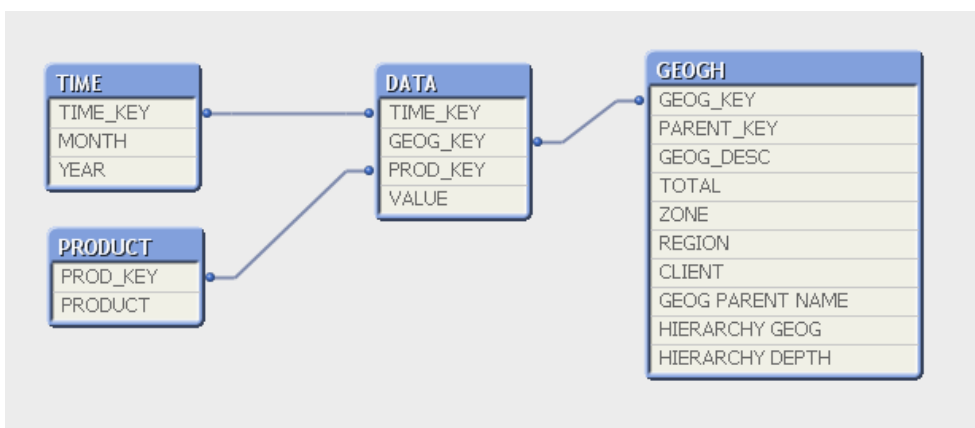 TIME
TIME_KEY
MONTH
YEAR
PRODUCT
PROD_KEY
PRODUCT
DATA
TIME_KEY
GEOG_KEY
PROD_KEY
VALUE
GEOGH
GEOG_KEY
PARENT_KEY
GEOG_DESC
TOTAL
ZONE
REGION
CLIENT
GEOG PARENT NAME
HIERARCHY GEOG
HIERARCHY DEPTH